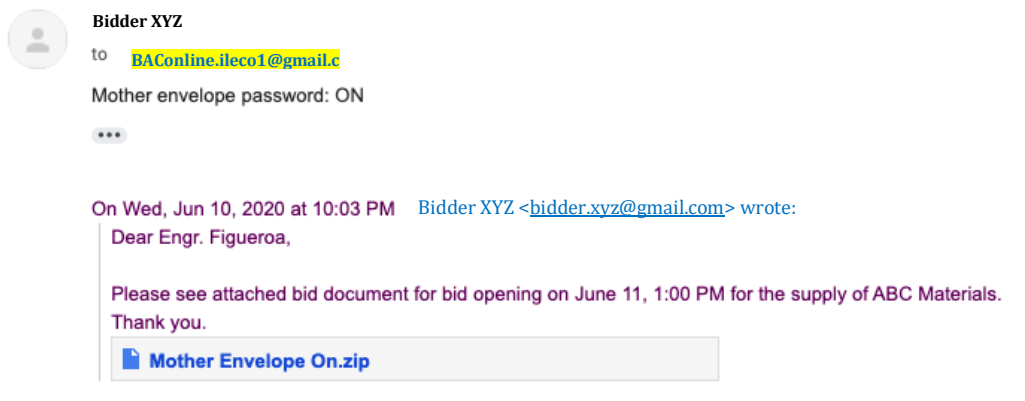 Bidder XYZ
to BAConline.ileco1@gmail.c
Mother envelope password: ON
On Wed, Jun 10, 2020 at 10:03 PM Bidder XYZ <bidder.xyz@gmail.com> wrote:
Dear Engr. Figueroa,
Please see attached bid document for bid opening on June 11, 1:00 PM for the supply of ABC Materials.
Thank you.
Mother Envelope On.zip